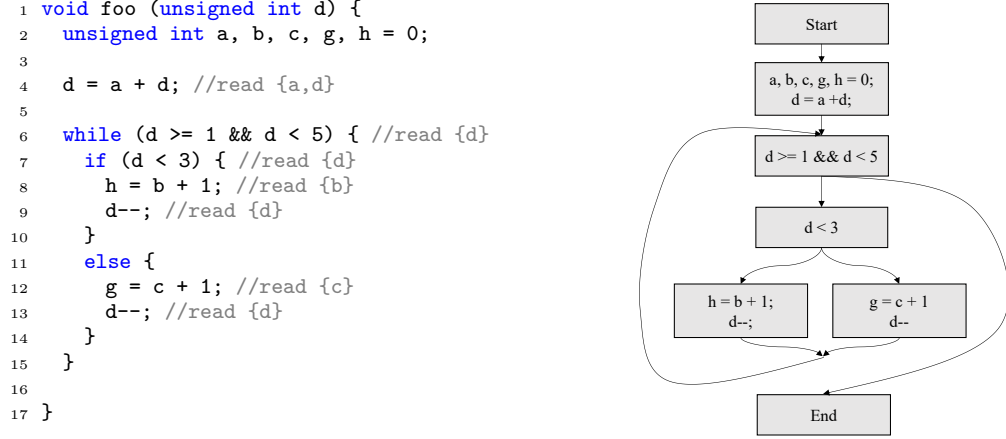 1 void foo (unsigned int d) {
2 unsigned int a, b, c, g, h = 0;
3
4 d = a + d; //read {a,d}
5
6 while (d >= 1 && d < 5) { //read {d}
7 if (d < 3) { //read {d}
8 h = b + 1; //read {b}
9 d--; //read {d}
10 }
11 else {
12 g = c + 1; //read {c}
13 d--; //read {d}
14 }
15 }
16
17 }
Start
a, b, c, g, h = 0;
d = a +d;
d >= 1 && d < 5
d < 3
h = b + 1;
d--;
g = c + 1
d--
End